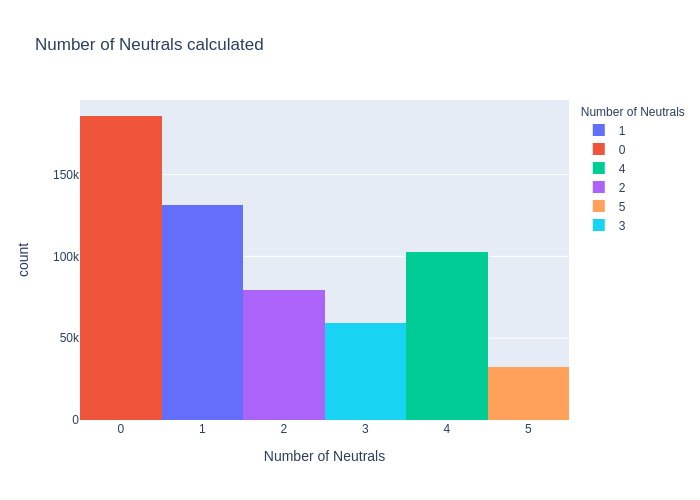 Number of Neutrals calculated
Number of Neutrals
1
0
4
2
5
3
150k
100k
50k
0
count
0 1 2 3 4 5
Number of Neutrals